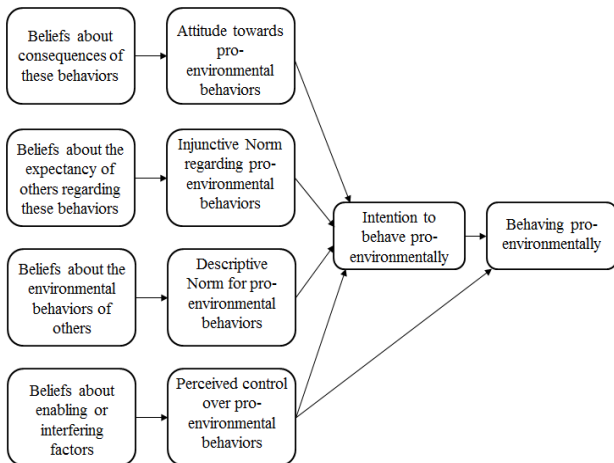 Beliefs about
consequences of
these behaviors
Attitude towards
pro-
environmental
behaviors
Beliefs about the
expectancy of
others regarding
these behaviors
Injunctive Norm
regarding pro-
environmental
behaviors
Beliefs about the
environmental
behaviors of
others
Descriptive
Norm for pro-
environmental
behaviors
Beliefs about
enabling or
interfering
factors
Perceived control
over pro-
environmental
behaviors
Intention to
behave pro-
environmentally
Behaving pro-
environmentally